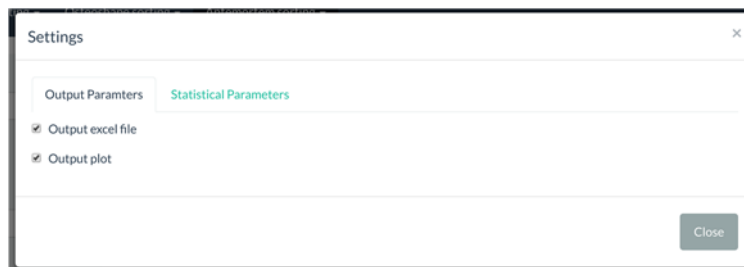 Settings
×
Output Paramters Statistical Parameters
Output excel file
Output plot
Close